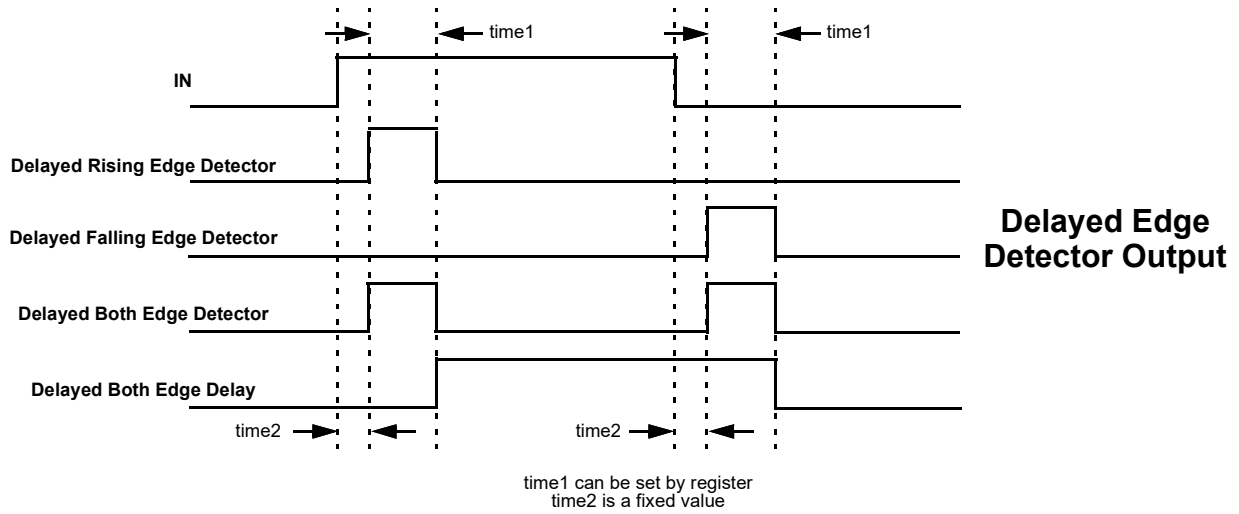 time1
time1
IN
Delayed Rising Edge Detector
Delayed Falling Edge Detector
Delayed Edge
Detector Output
Delayed Both Edge Detector
Delayed Both Edge Delay
time2
time2
time1 can be set by register
time2 is a fixed value